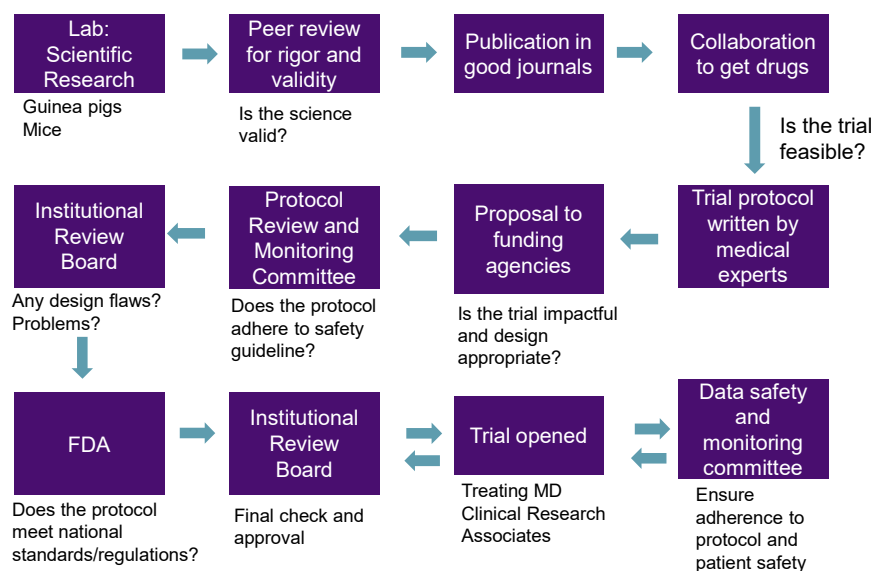 Lab:
Scientific
Research
Guinea pigs
Mice
Peer review
for rigor and
validity
Is the science
valid?
Publication in
good journals
Collaboration
to get drugs
Is the trial
feasible?
Trial protocol
written by
medical
experts
Proposal to
funding
agencies
Is the trial impactful
and design
appropriate?
Protocol
Review and
Monitoring
Committee
Does the protocol
adhere to safety
guideline?
Institutional
Review
Board
Any design flaws?
Problems?
FDA
Does the protocol
meet national
standards/regulations?
Institutional
Review
Board
Final check and
approval
Trial opened
Treating MD
Clinical Research
Associates
Data safety
and
monitoring
committee
Ensure
adherence to
protocol and
patient safety